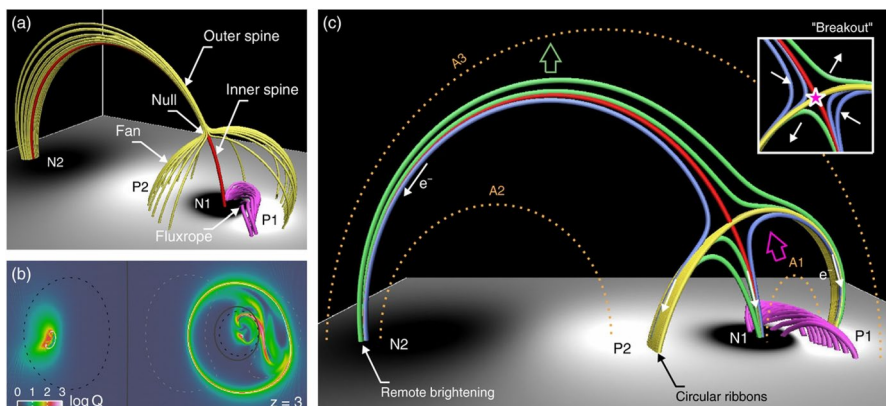 (a)
Outer spine
Inner spine
Null
Fan
N2
P2
N1
P1
Fluxrope
(b)
0 1 2 3
log Q
z = 3
(c)
"Breakout"
A3
A2
A1
e⁻
e⁻
N2
P2
N1
P1
Remote brightening
Circular ribbons